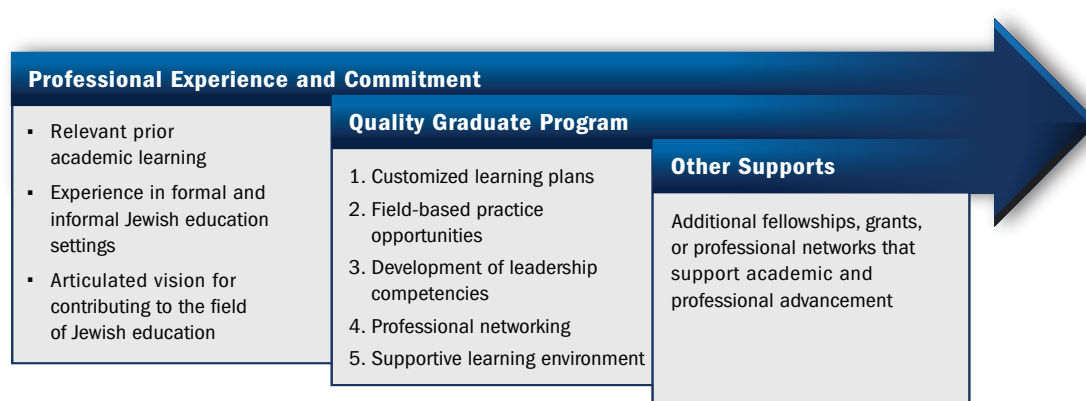 Professional Experience and Commitment
▪ Relevant prior
academic learning
▪ Experience in formal and
informal Jewish education
settings
▪ Articulated vision for
contributing to the field
of Jewish education
Quality Graduate Program
1. Customized learning plans
2. Field-based practice
opportunities
3. Development of leadership
competencies
4. Professional networking
5. Supportive learning environment
Other Supports
Additional fellowships, grants,
or professional networks that
support academic and
professional advancement